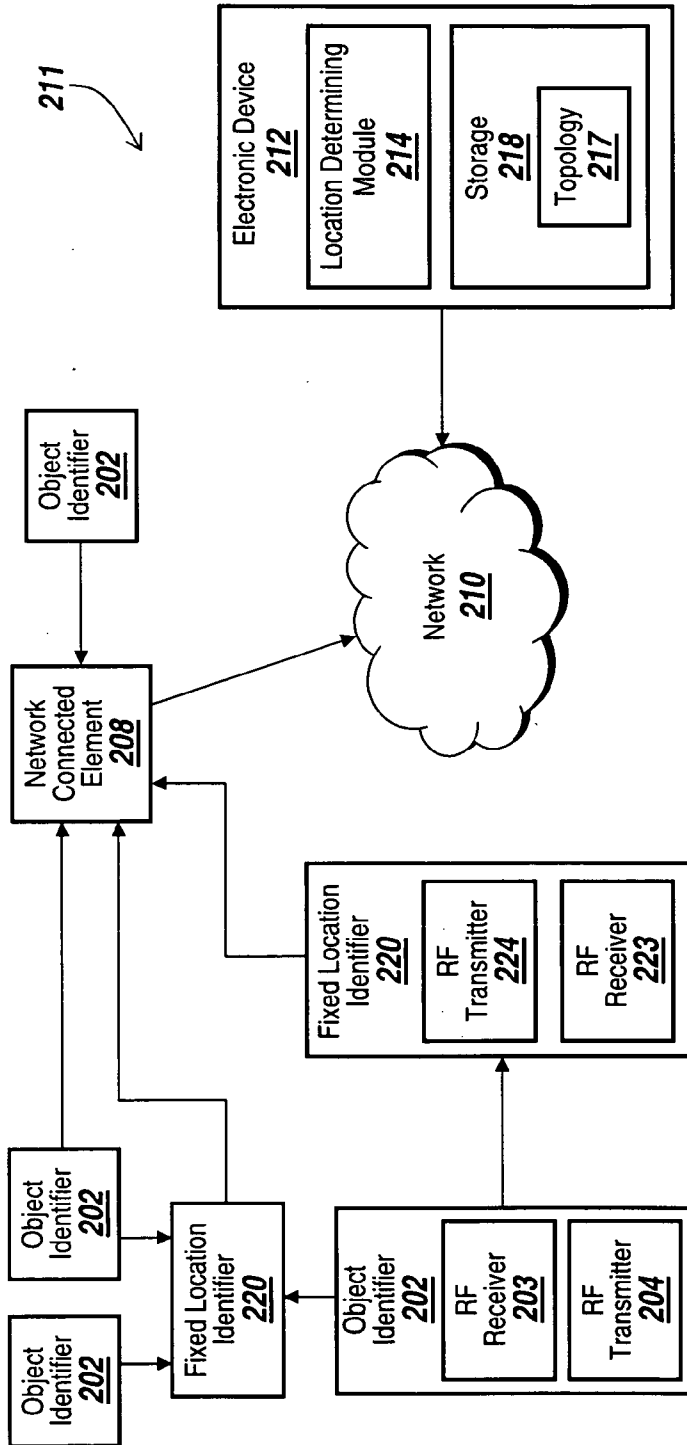 211
Object
Identifier
202
Object
Identifier
202
Fixed Location
Identifier
220
Object
Identifier
202
RF
Receiver
203
RF
Transmitter
204
Fixed Location
Identifier
220
RF
Transmitter
224
RF
Receiver
223
Network
Connected
Element
208
Object
Identifier
202
Network
210
Electronic Device
212
Location Determining
Module
214
Storage
218
Topology
217